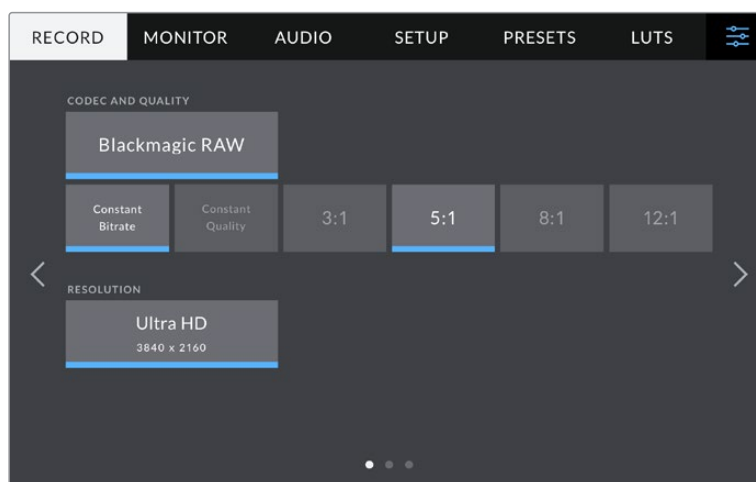 RECORD MONITOR AUDIO SETUP PRESETS LUTS
CODEC AND QUALITY
Blackmagic RAW
Constant
Bitrate
Constant
Quality
3:1
5:1
8:1
12:1
RESOLUTION
Ultra HD
3840 x 2160